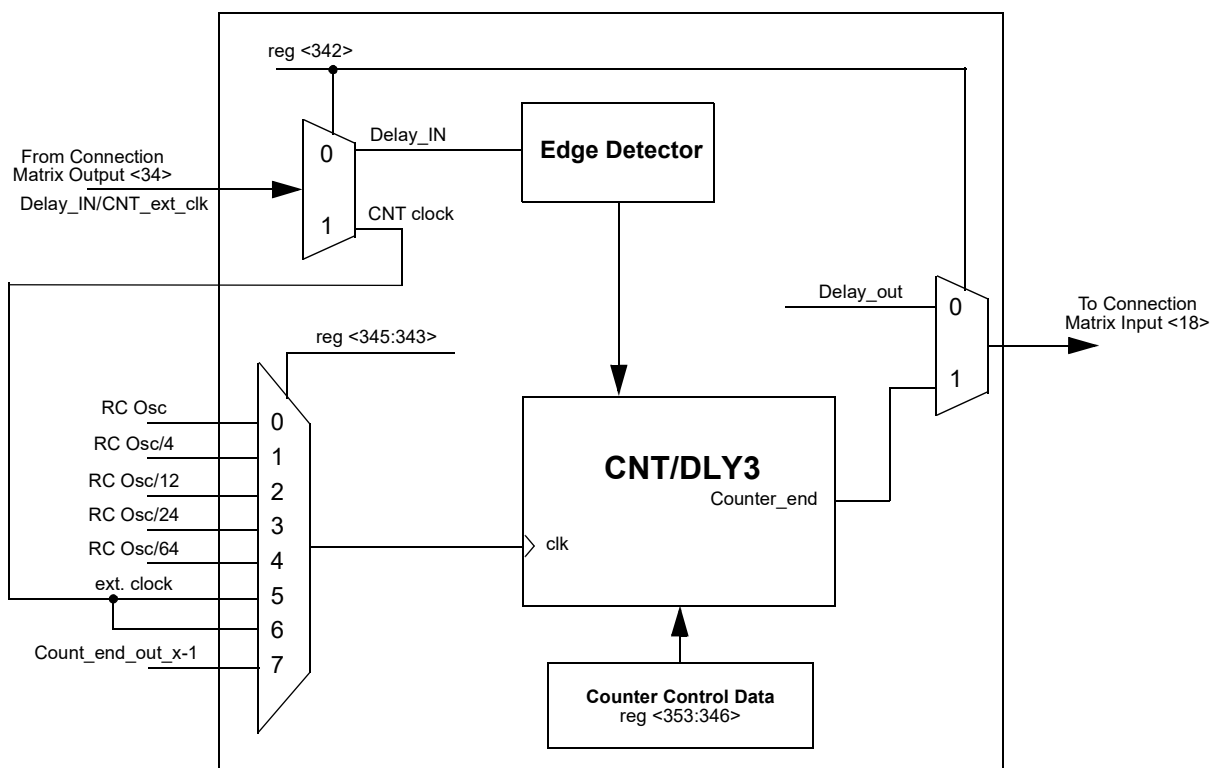 reg <342>
From Connection
Matrix Output <34>
Delay_IN/CNT_ext_clk
0
1
Delay_IN
CNT clock
Edge Detector
Delay_out
0
1
To Connection
Matrix Input <18>
reg <345:343>
RC Osc
RC Osc/4
RC Osc/12
RC Osc/24
RC Osc/64
ext. clock
Count_end_out_x-1
0
1
2
3
4
5
6
7
CNT/DLY3
Counter_end
clk
Counter Control Data
reg <353:346>